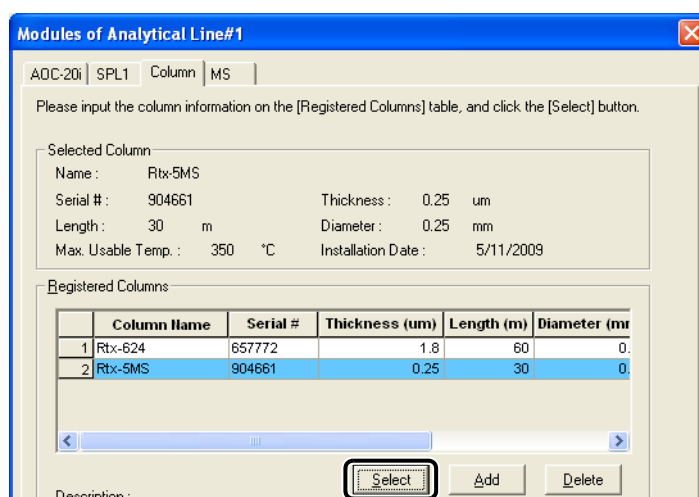 Modules of Analytical Line#1
AOC-20i SPL1 Column MS
Please input the column information on the [Registered Columns] table, and click the [Select] button.
Selected Column
Name : Rtx-5MS
Serial # : 904661 Thickness : 0.25 um
Length : 30 m Diameter : 0.25 mm
Max. Usable Temp. : 350 °C Installation Date : 5/11/2009
Registered Columns
Column Name Serial # Thickness (um) Length (m) Diameter (mm
1 Rtx-624 657772 1.8 60 0.
2 Rtx-5MS 904661 0.25 30 0.
Select Add Delete
Description :